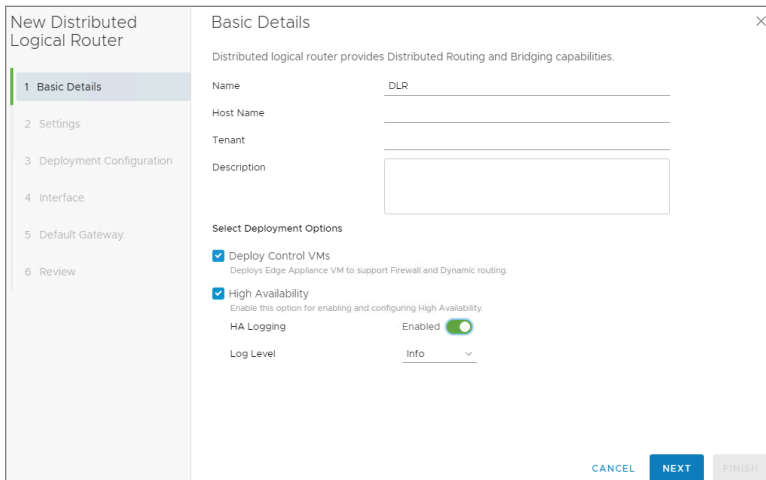 New Distributed
Logical Router
1 Basic Details
2 Settings
3 Deployment Configuration
4 Interface
5 Default Gateway
6 Review
Basic Details
Distributed logical router provides Distributed Routing and Bridging capabilities.
Name DLR
Host Name
Tenant
Description
Select Deployment Options
Deploy Control VMs
Deploys Edge Appliance VM to support Firewall and Dynamic routing.
High Availability
Enable this option for enabling and configuring High Availability.
HA Logging Enabled
Log Level Info
CANCEL NEXT FINISH